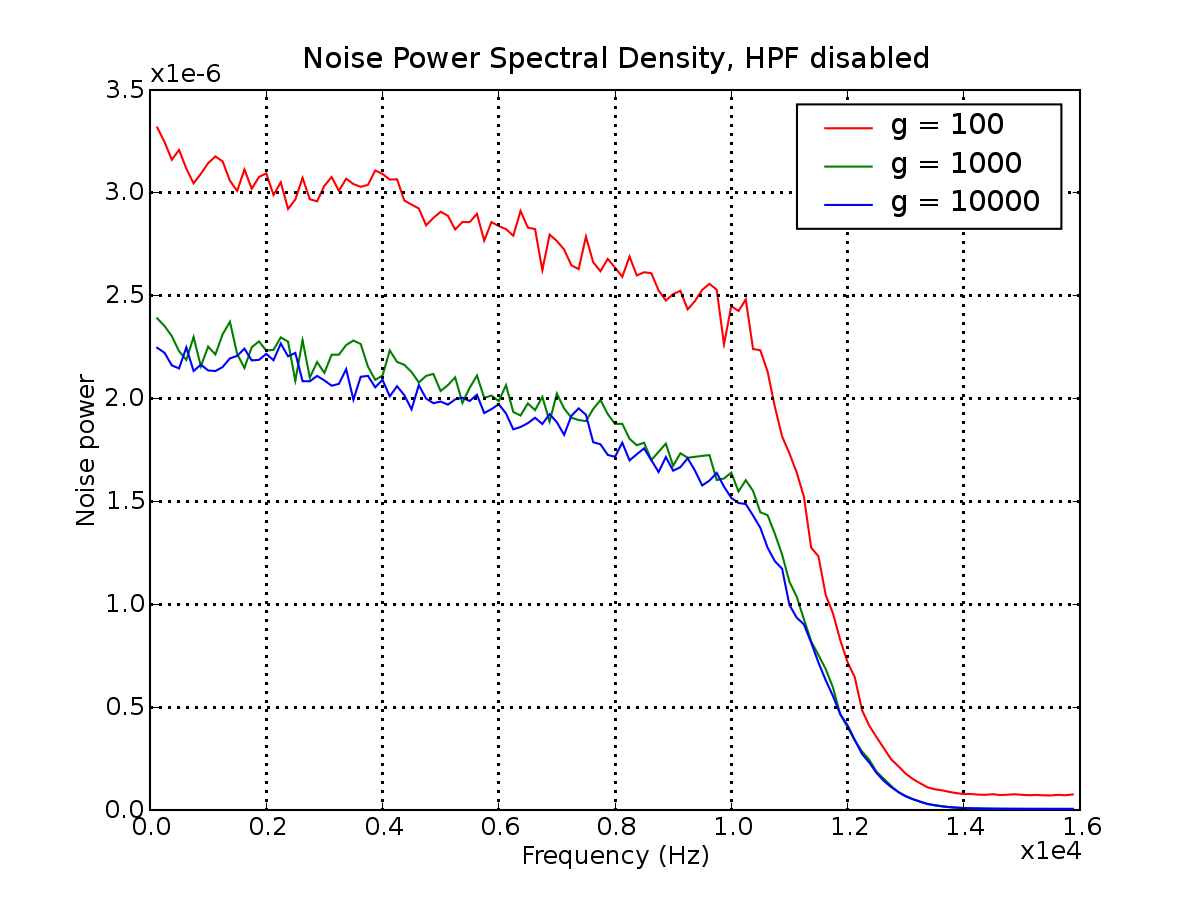 Noise Power Spectral Density, HPF disabled
x1e-6
3.5
3.0
2.5
2.0
1.5
1.0
0.5
0.0
Noise power
g = 100
g = 1000
g = 10000
0.0 0.2 0.4 0.6 0.8 1.0 1.2 1.4 1.6
x1e4
Frequency (Hz)